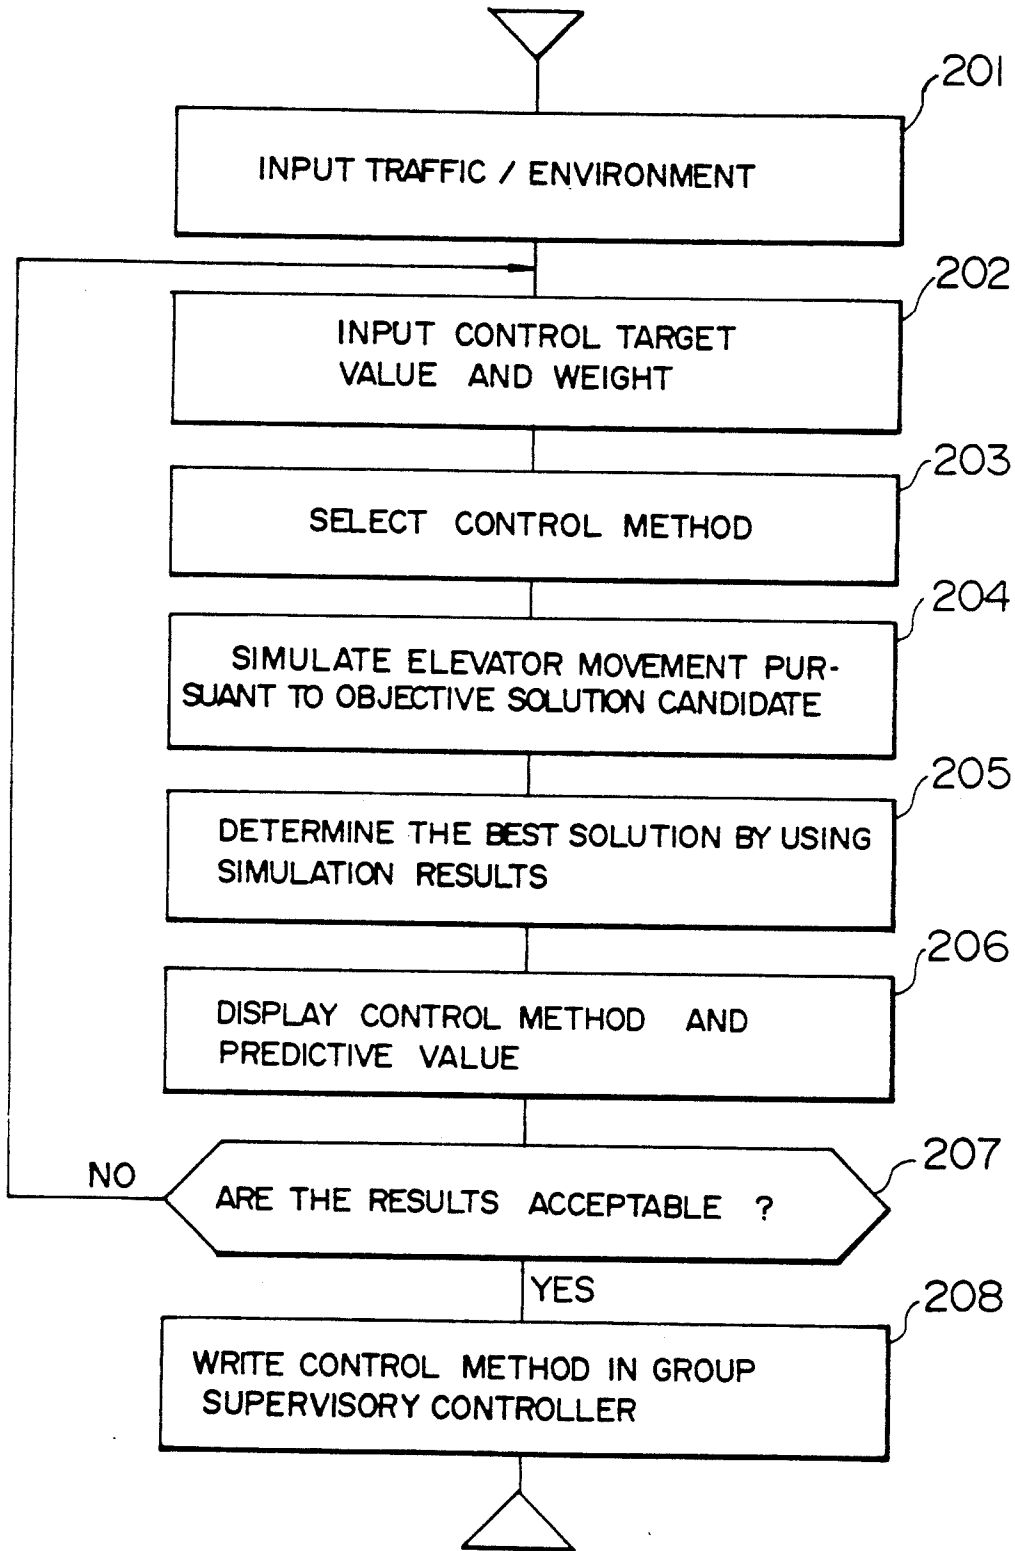 201
INPUT TRAFFIC / ENVIRONMENT
202
INPUT CONTROL TARGET
VALUE AND WEIGHT
203
SELECT CONTROL METHOD
204
SIMULATE ELEVATOR MOVEMENT PUR-
SUANT TO OBJECTIVE SOLUTION CANDIDATE
205
DETERMINE THE BEST SOLUTION BY USING
SIMULATION RESULTS
206
DISPLAY CONTROL METHOD AND
PREDICTIVE VALUE
207
NO
ARE THE RESULTS ACCEPTABLE ?
YES
208
WRITE CONTROL METHOD IN GROUP
SUPERVISORY CONTROLLER